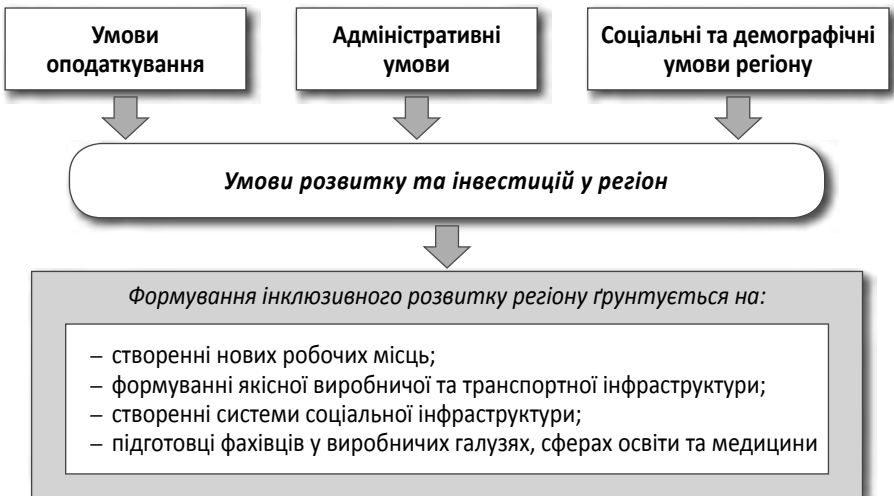 Умови
оподаткування
Адміністративні
умови
Соціальні та демографічні
умови регіону
Умови розвитку та інвестицій у регіон
Формування інклюзивного розвитку регіону ґрунтується на:
– створенні нових робочих місць;
– формуванні якісної виробничої та транспортної інфраструктури;
– створенні системи соціальної інфраструктури;
– підготовці фахівців у виробничих галузях, сферах освіти та медицини